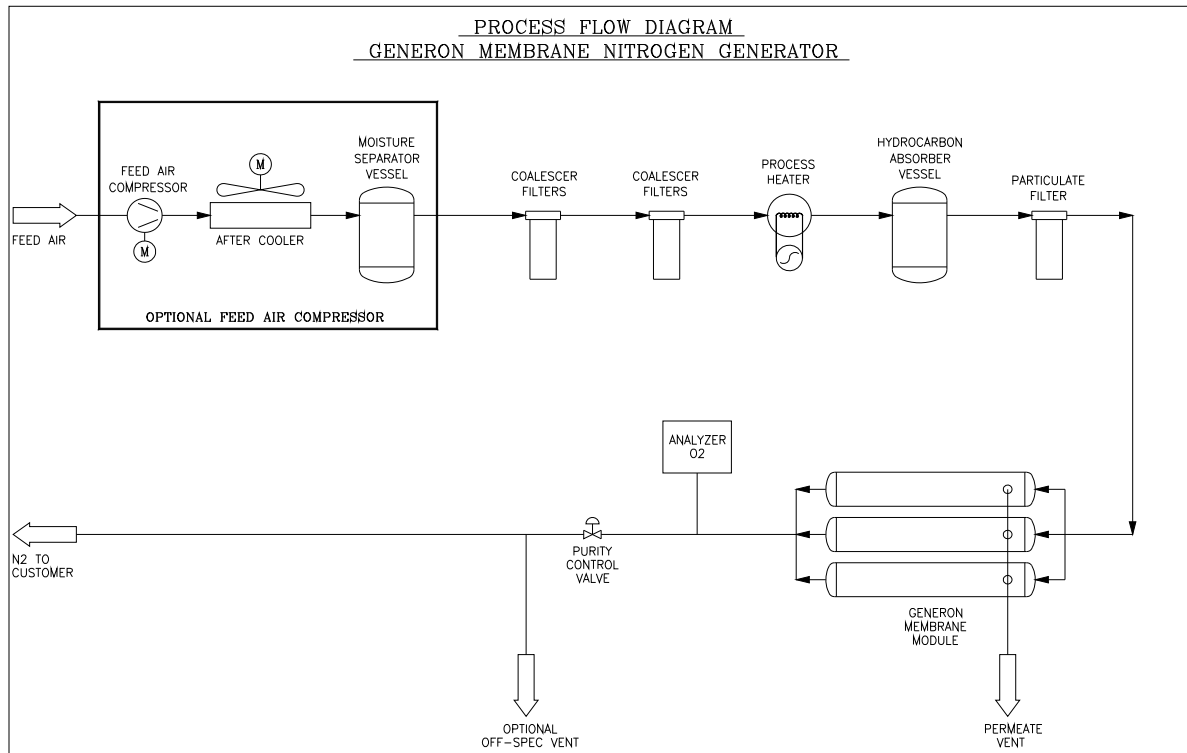 PROCESS FLOW DIAGRAM
GENERON MEMBRANE NITROGEN GENERATOR
FEED AIR
FEED AIR
COMPRESSOR
M
M
AFTER COOLER
MOISTURE
SEPARATOR
VESSEL
OPTIONAL FEED AIR COMPRESSOR
COALESCER
FILTERS
COALESCER
FILTERS
PROCESS
HEATER
HYDROCARBON
ABSORBER
VESSEL
PARTICULATE
FILTER
ANALYZER
O2
N2 TO
CUSTOMER
PURITY
CONTROL
VALVE
GENERON
MEMBRANE
MODULE
OPTIONAL
OFF-SPEC VENT
PERMEATE
VENT